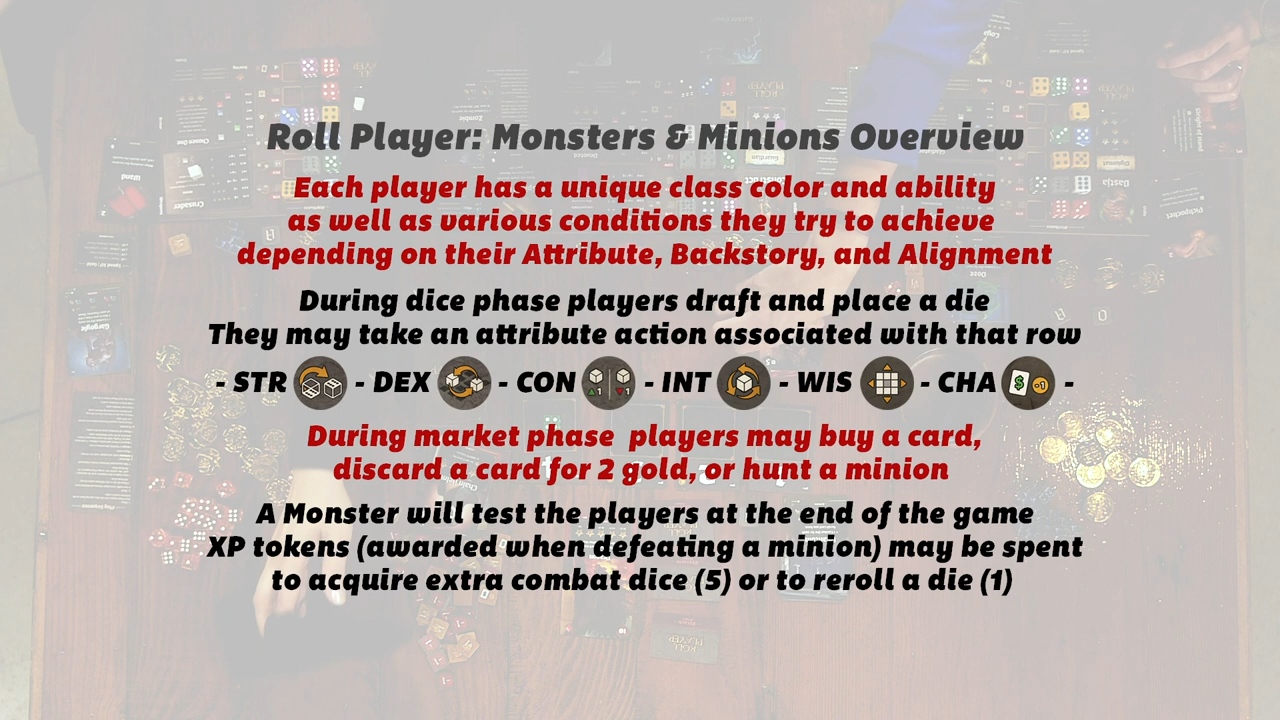 Roll Player: Monsters & Minions Overview
Each player has a unique class color and ability
as well as various conditions they try to achieve
depending on their Attribute, Backstory, and Alignment
During dice phase players draft and place a die
They may take an attribute action associated with that row
- STR - DEX - CON - INT - WIS - CHA -
During market phase players may buy a card,
discard a card for 2 gold, or hunt a minion
A Monster will test the players at the end of the game
XP tokens (awarded when defeating a minion) may be spent
to acquire extra combat dice (5) or to reroll a die (1)